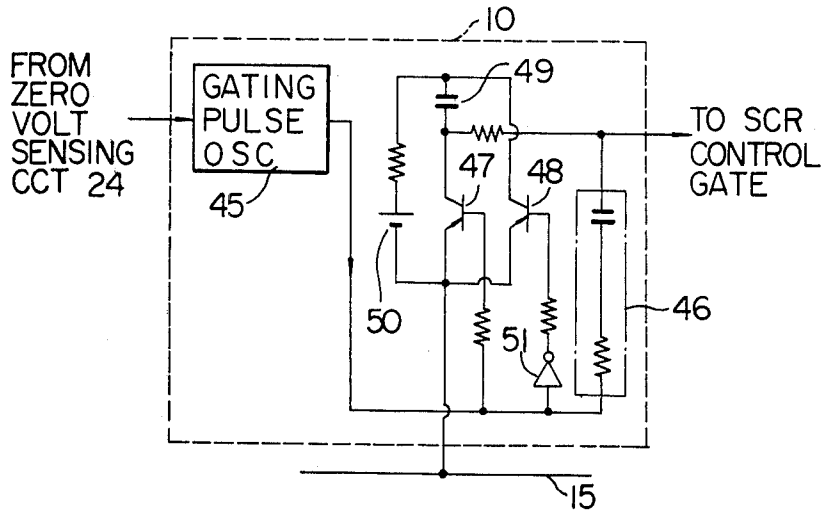 10
FROM
ZERO
VOLT
SENSING
CCT 24
GATING
PULSE
OSC
45
49
47
48
TO SCR
CONTROL
GATE
50
51
46
15